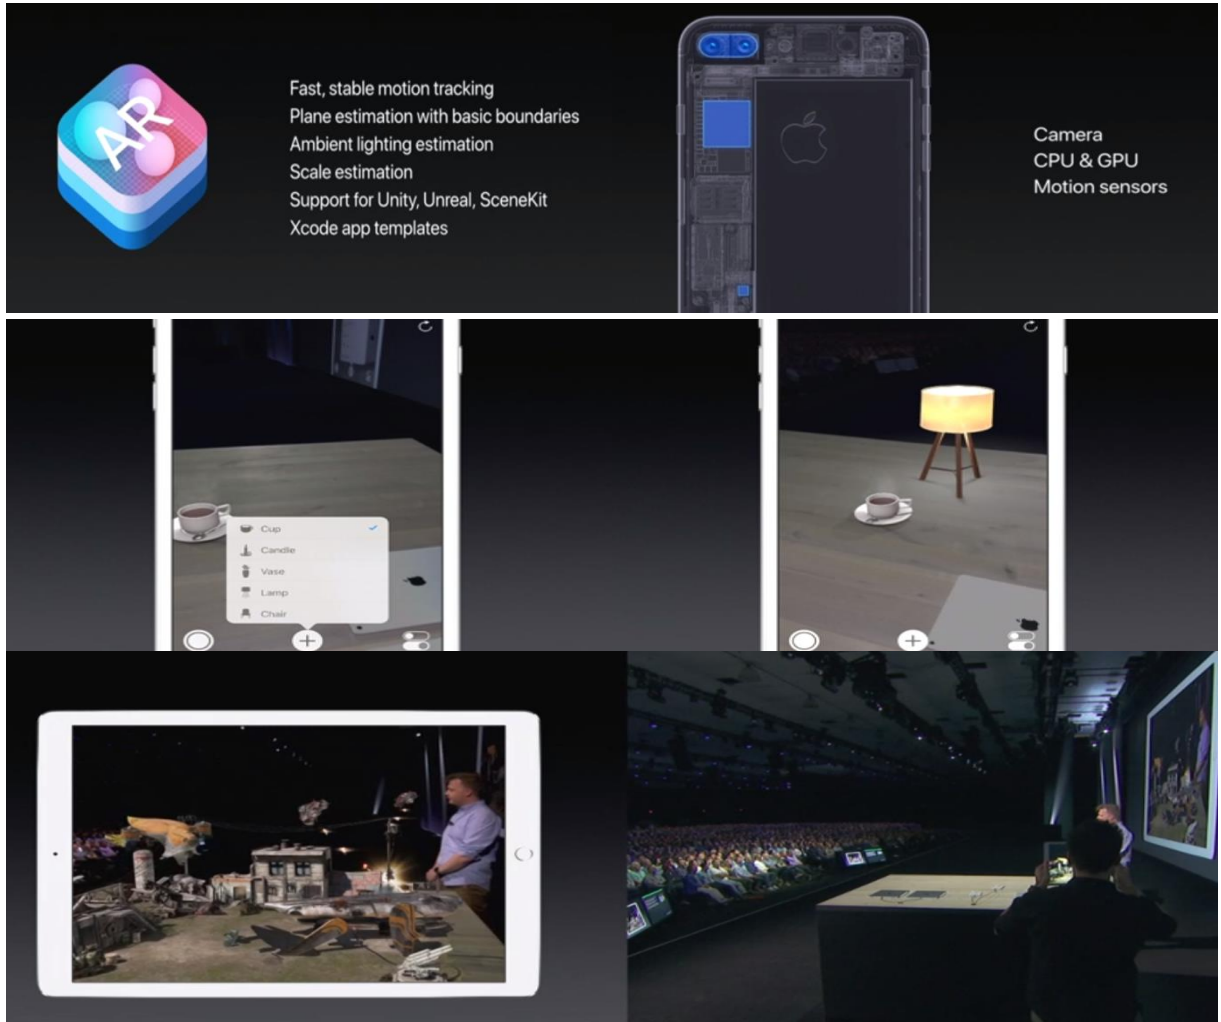 AR
Fast, stable motion tracking
Plane estimation with basic boundaries
Ambient lighting estimation
Scale estimation
Support for Unity, Unreal, SceneKit
Xcode app templates
Camera
CPU & GPU
Motion sensors
Cup
Candle
Vase
Lamp
Chair